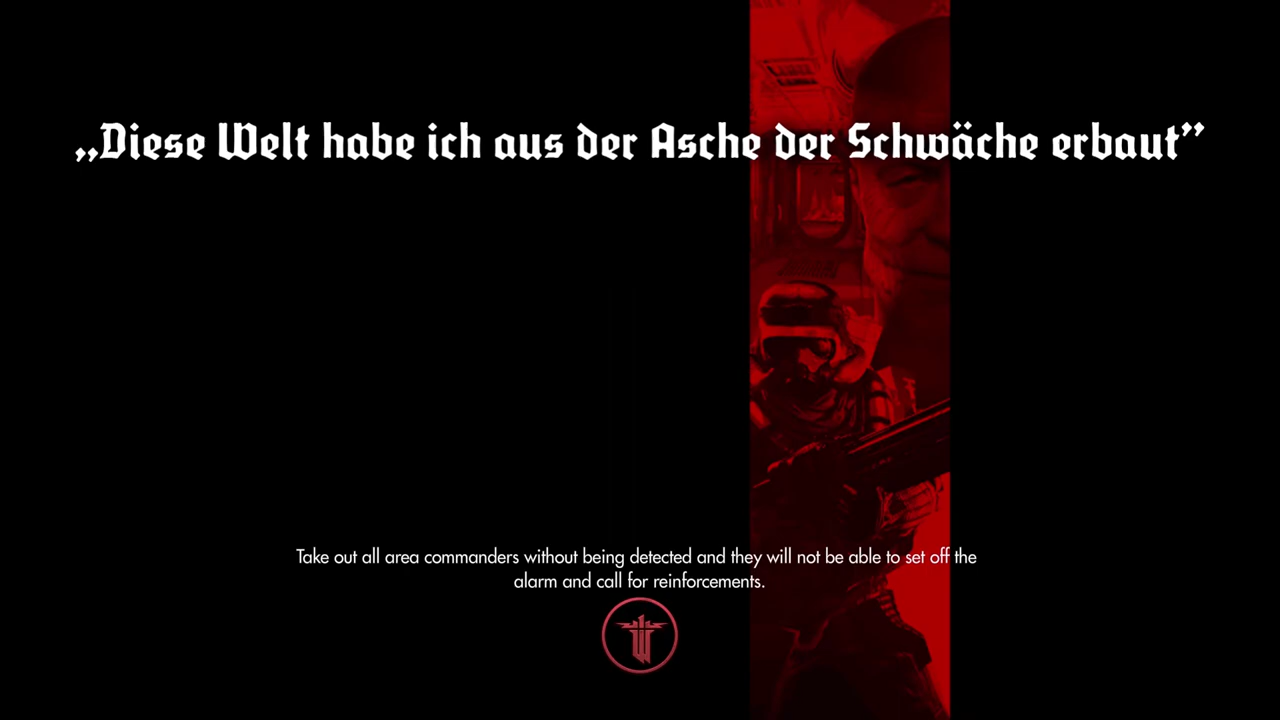 „Diese Welt habe ich aus der Asche der Schwäche erbaut”
Take out all area commanders without being detected and they will not be able to set off the
alarm and call for reinforcements.